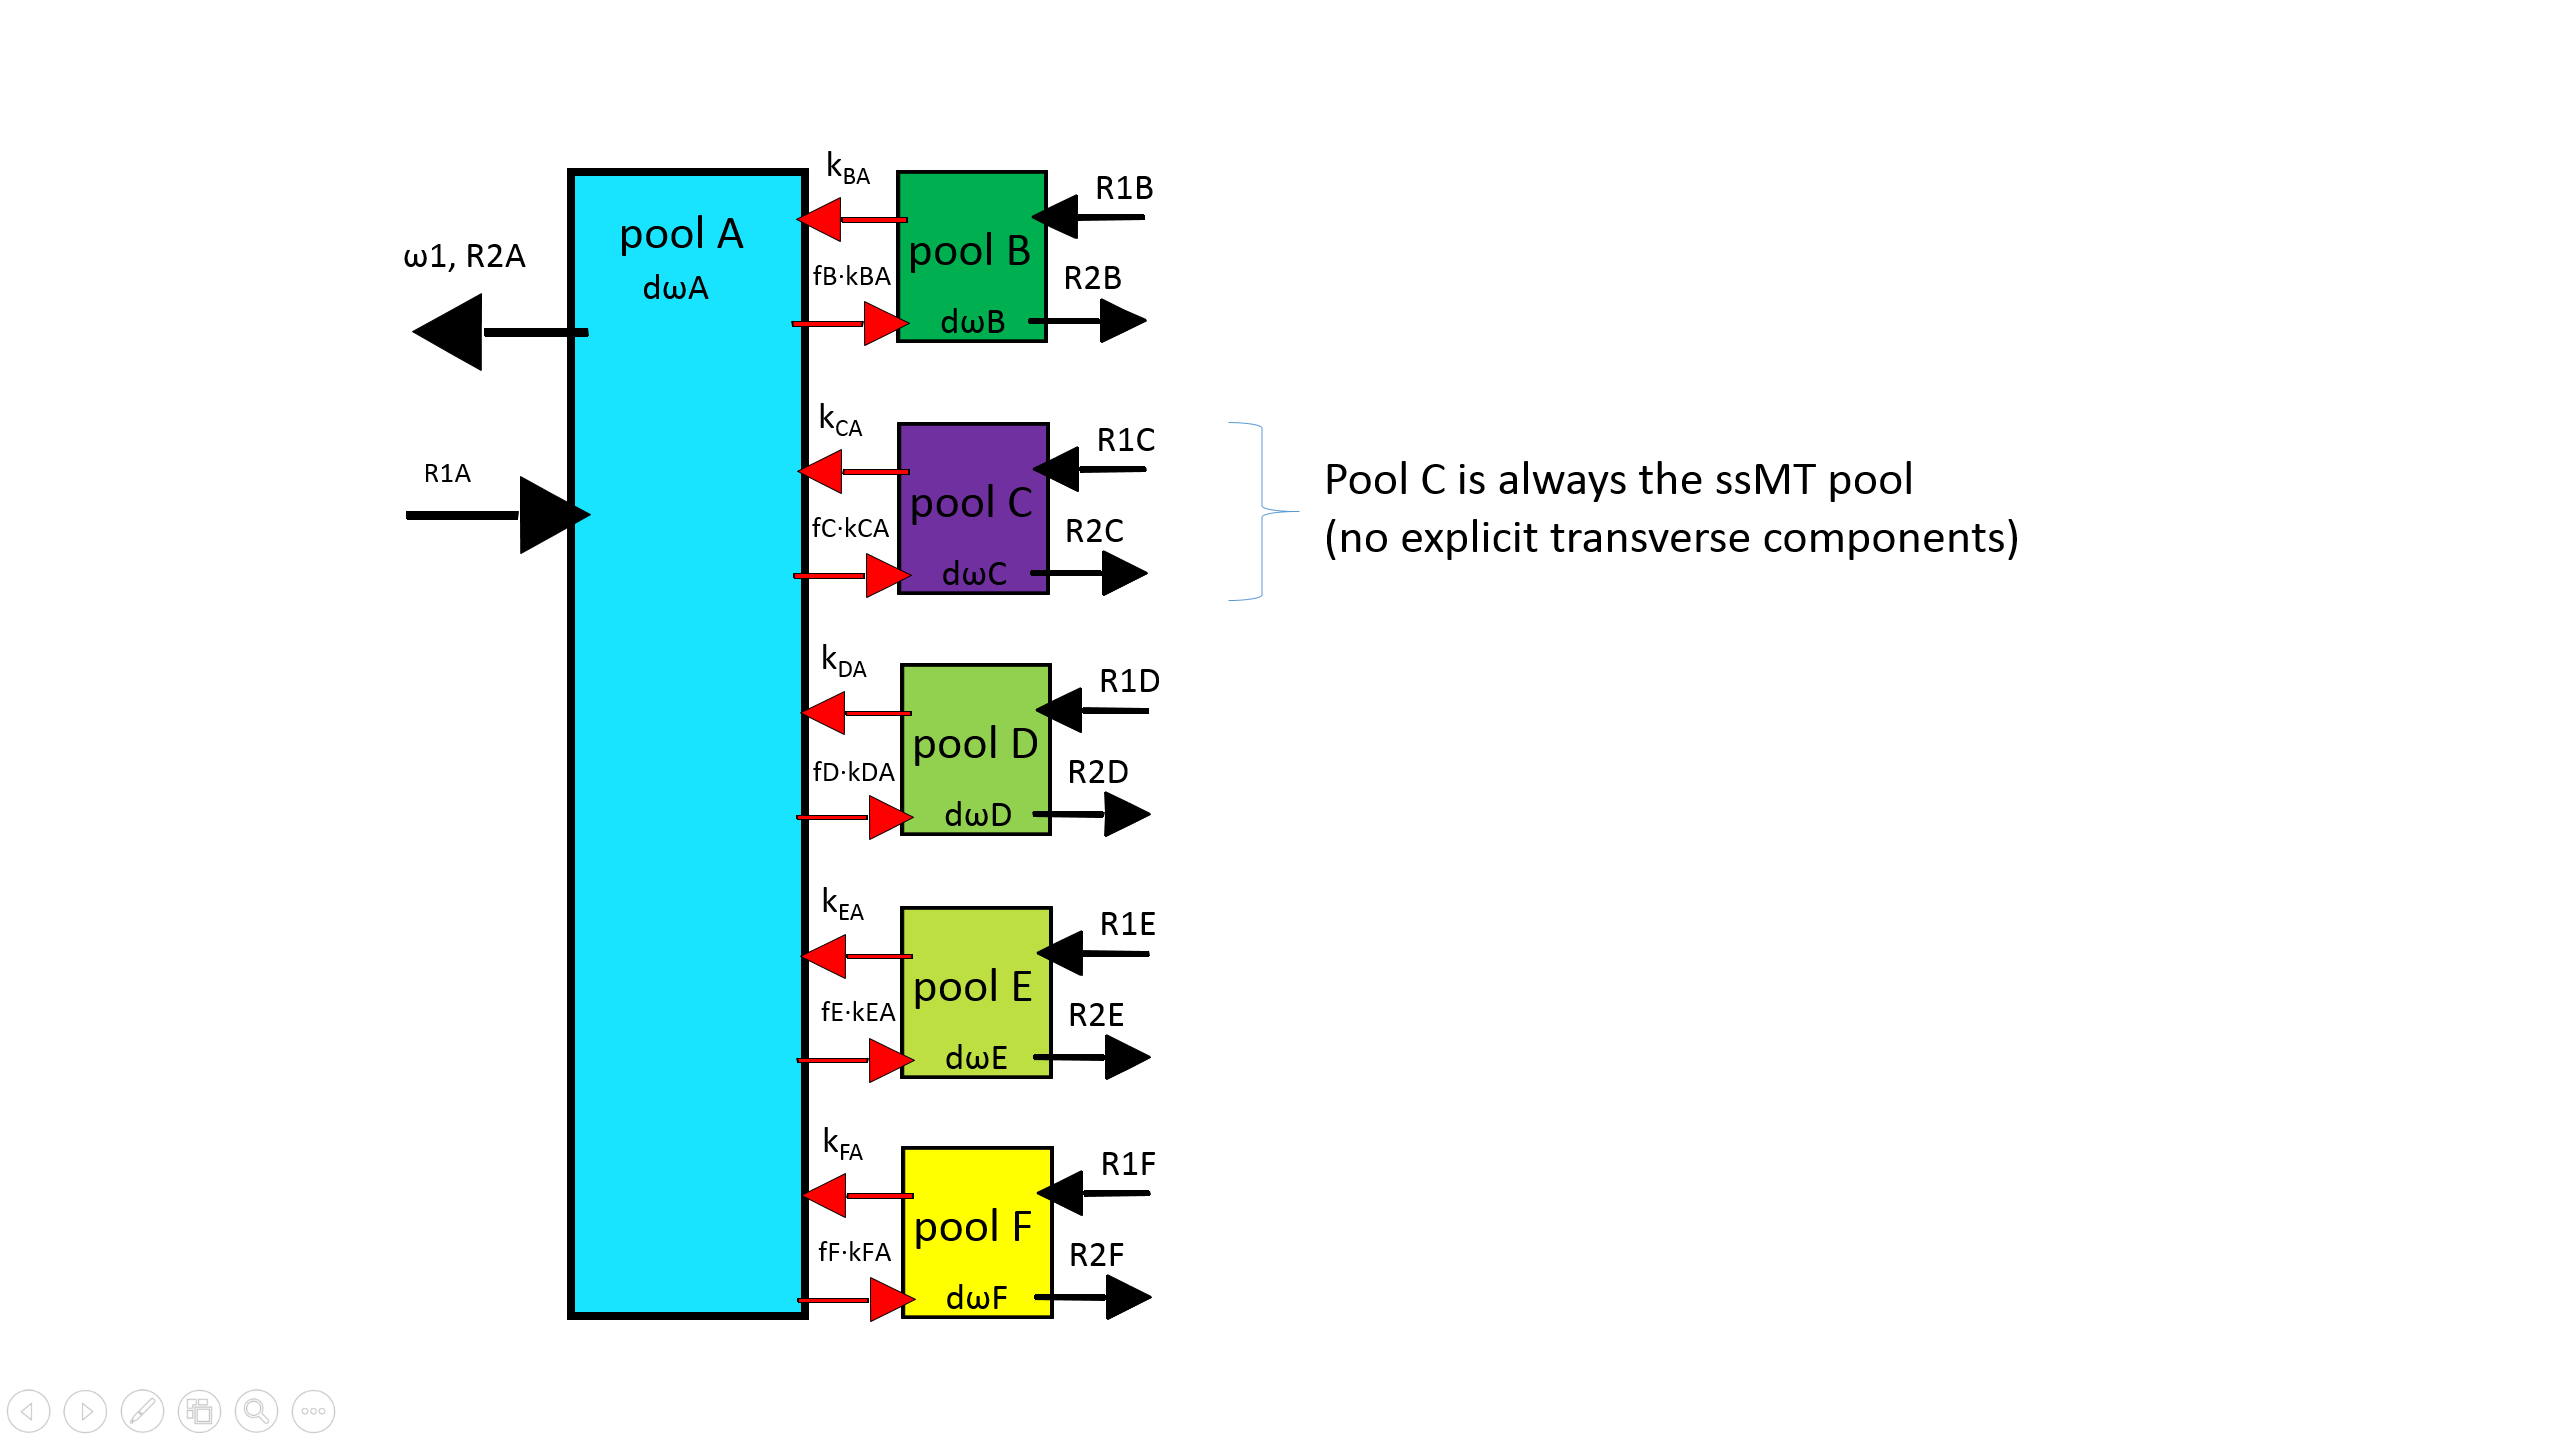 ω1, R2A
R1A
pool A
dωA
kBA
fB·kBA
pool B
dωB
R1B
R2B
kCA
fC·kCA
pool C
dωC
R1C
R2C
Pool C is always the ssMT pool
(no explicit transverse components)
kDA
fD·kDA
pool D
dωD
R1D
R2D
kEA
fE·kEA
pool E
dωE
R1E
R2E
kFA
fF·kFA
pool F
dωF
R1F
R2F